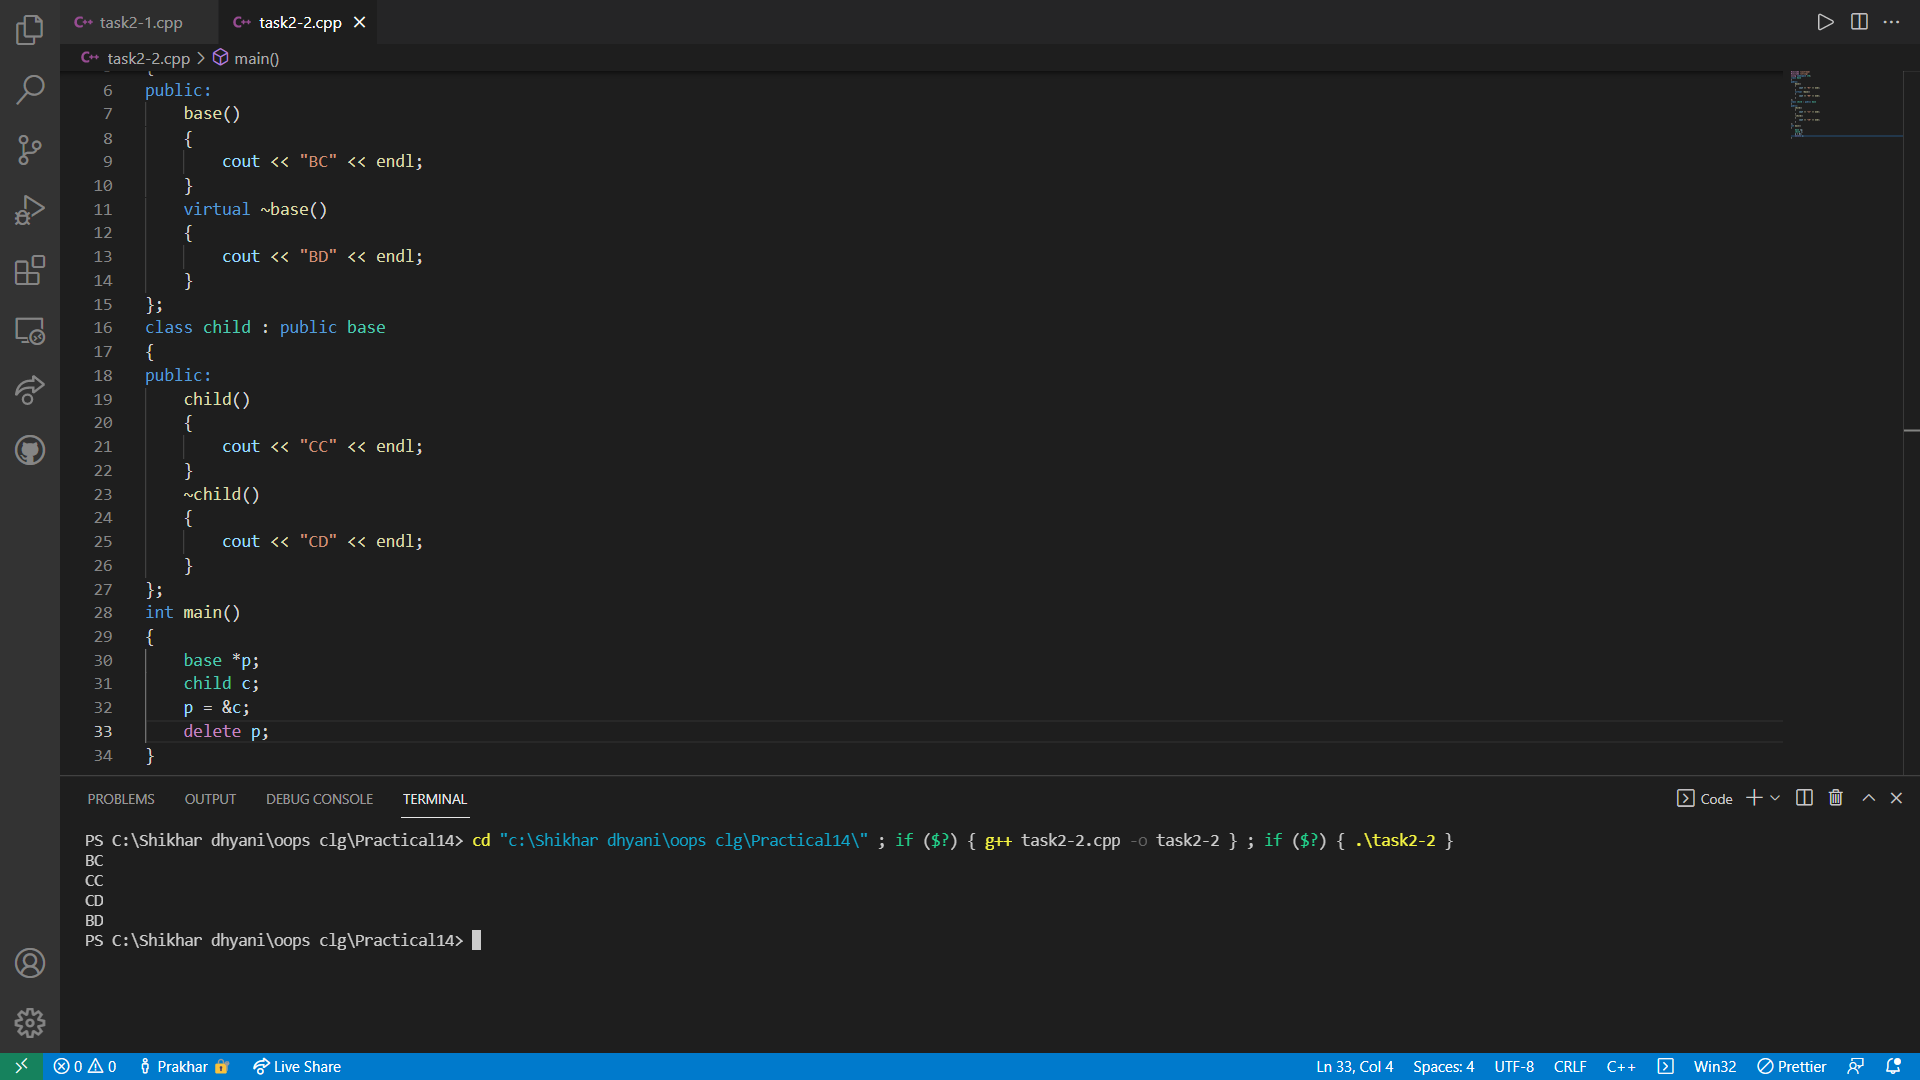 task2-1.cpp
task2-2.cpp
task2-2.cpp > main()
6 public:
7 base()
8 {
9 cout << "BC" << endl;
10 }
11 virtual ~base()
12 {
13 cout << "BD" << endl;
14 }
15 };
16 class child : public base
17 {
18 public:
19 child()
20 {
21 cout << "CC" << endl;
22 }
23 ~child()
24 {
25 cout << "CD" << endl;
26 }
27 };
28 int main()
29 {
30 base *p;
31 child c;
32 p = &c;
33 delete p;
34 }
PROBLEMS OUTPUT DEBUG CONSOLE TERMINAL Code
PS C:\Shikhar dhyani\oops clg\Practical14> cd "c:\Shikhar dhyani\oops clg\Practical14\" ; if ($?) { g++ task2-2.cpp -o task2-2 } ; if ($?) { .\task2-2 }
BC
CC
CD
BD
PS C:\Shikhar dhyani\oops clg\Practical14>
0 0 Prakhar Live Share Ln 33, Col 4 Spaces: 4 UTF-8 CRLF C++ Win32 Prettier